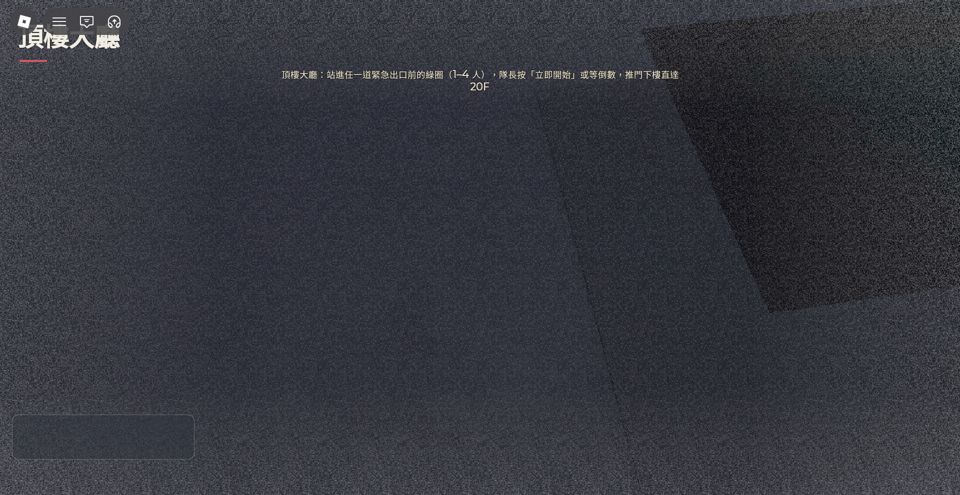 頂樓大廳
頂樓大廳：站進任一道緊急出口前的綠圈（1–4 人），隊長按「立即開始」或等倒數，推門下樓直達
20F